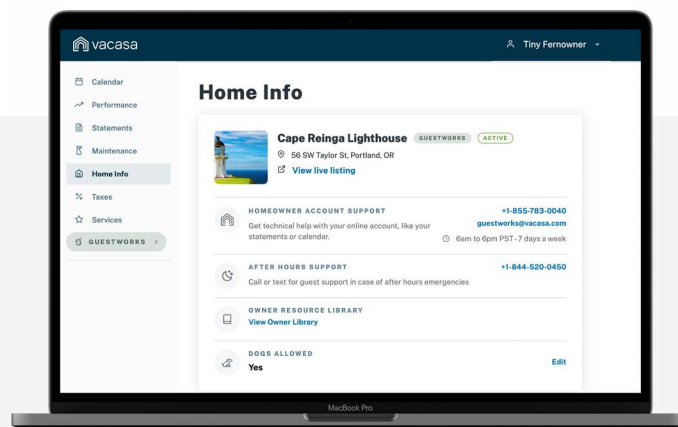 vacasa
Tiny Fernowner
Calendar
Performance
Statements
Maintenance
Home Info
Taxes
Services
GUESTWORKS
Home Info
Cape Reinga Lighthouse GUESTWORKS ACTIVE
56 SW Taylor St, Portland, OR
View live listing
HOMEOWNER ACCOUNT SUPPORT
Get technical help with your online account, like your
statements or calendar.
+1-855-783-0040
guestworks@vacasa.com
6am to 6pm PST - 7 days a week
AFTER HOURS SUPPORT
Call or text for guest support in case of after hours emergencies
+1-844-520-0450
OWNER RESOURCE LIBRARY
View Owner Library
DOGS ALLOWED
Yes
Edit
MacBook Pro